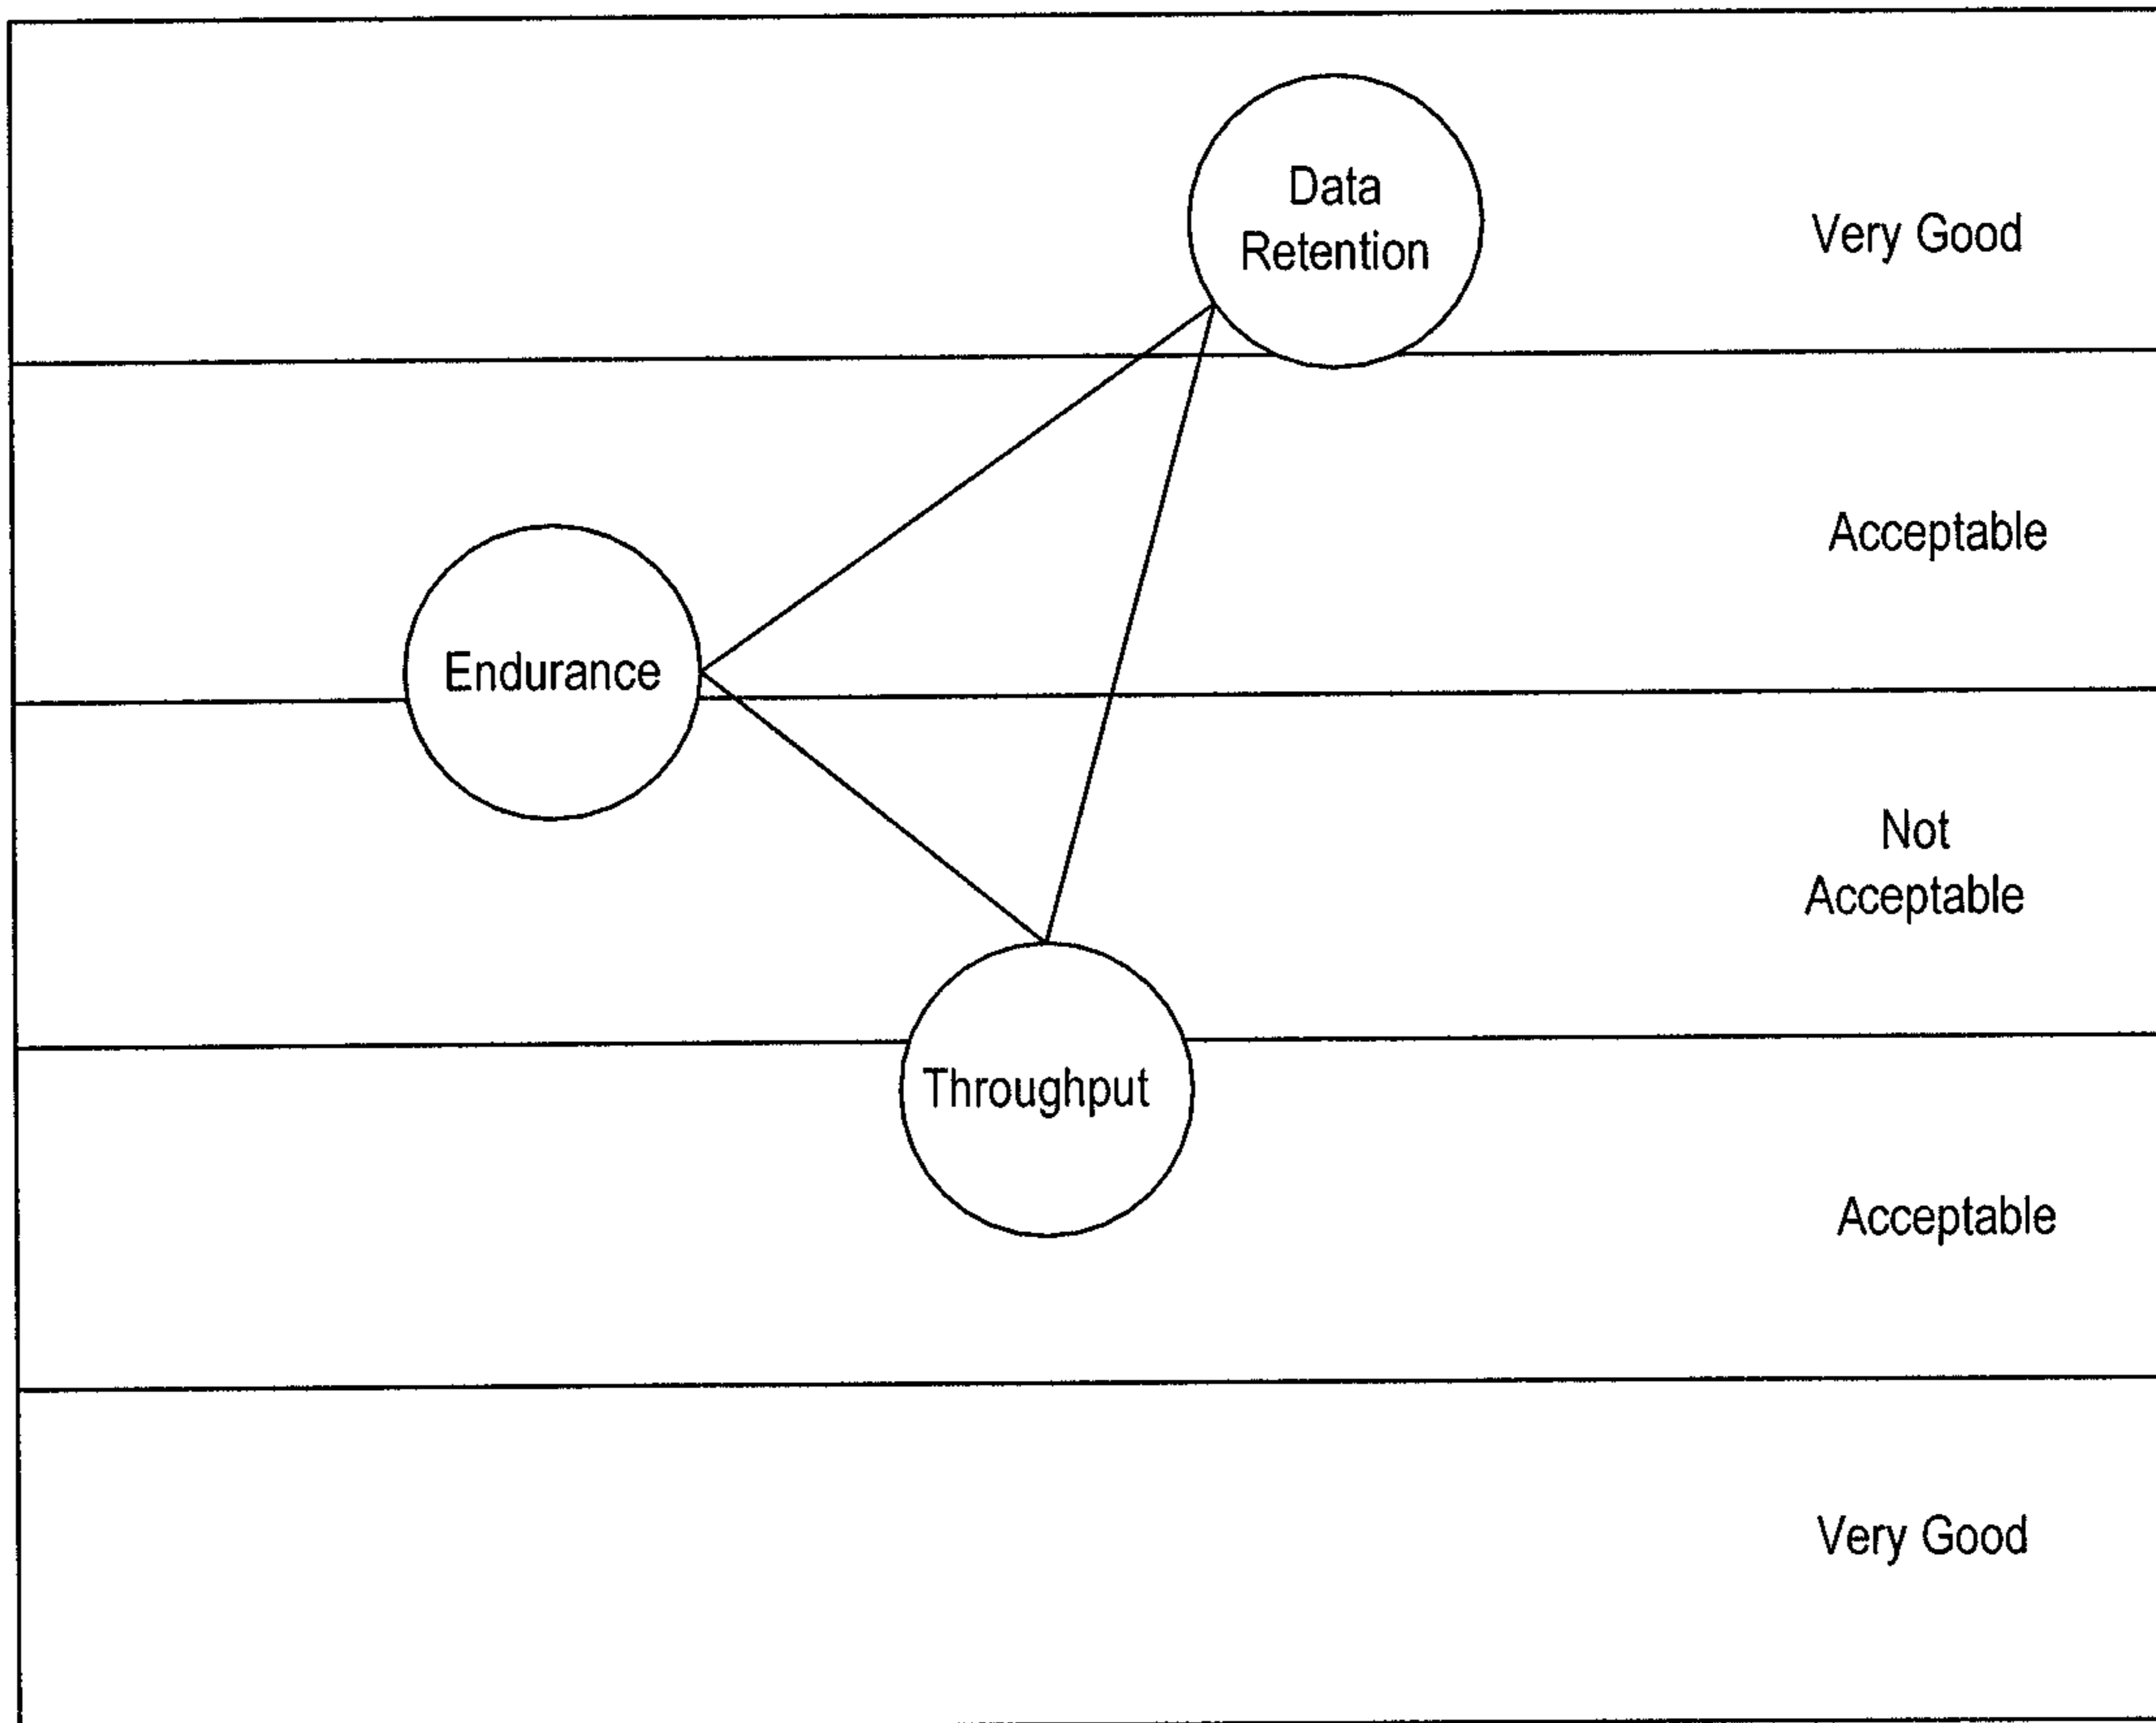 Data
Retention
Very Good
Acceptable
Endurance
Not
Acceptable
Throughput
Acceptable
Very Good